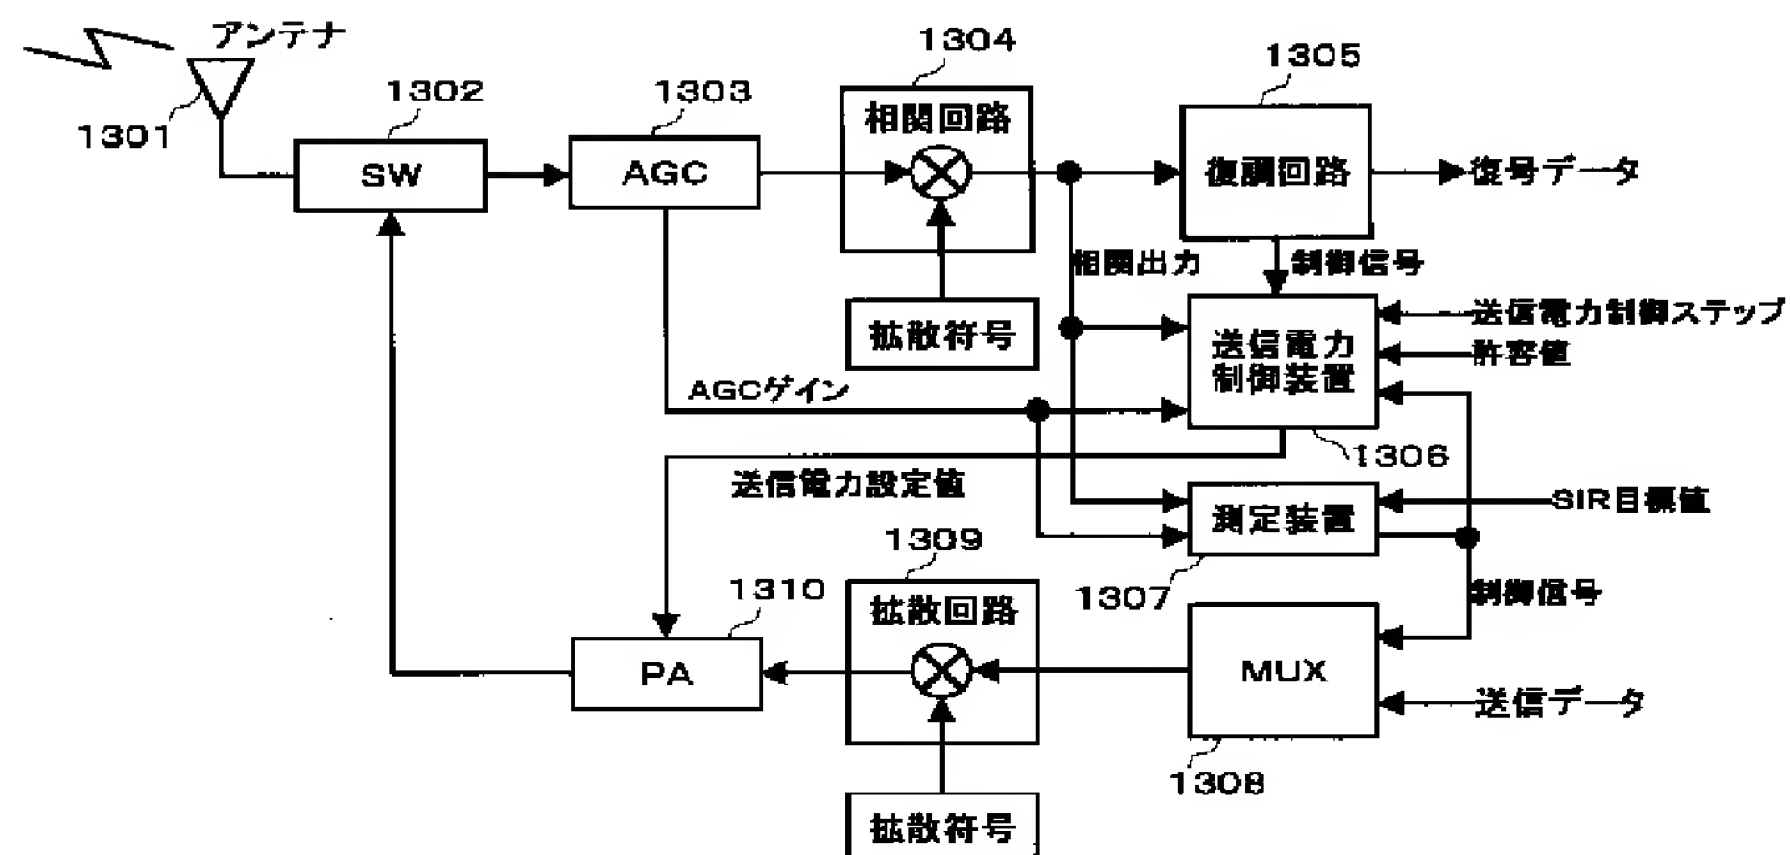 アンテナ
1301
1302
SW
1303
AGC
1304
相関回路
拡散符号
1305
復調回路
復号データ
相関出力
制御信号
送信電力
制御装置
1306
送信電力制御ステップ
許容値
AGCゲイン
送信電力設定値
測定装置
1307
SIR目標値
制御信号
MUX
1308
送信データ
1309
拡散回路
拡散符号
1310
PA